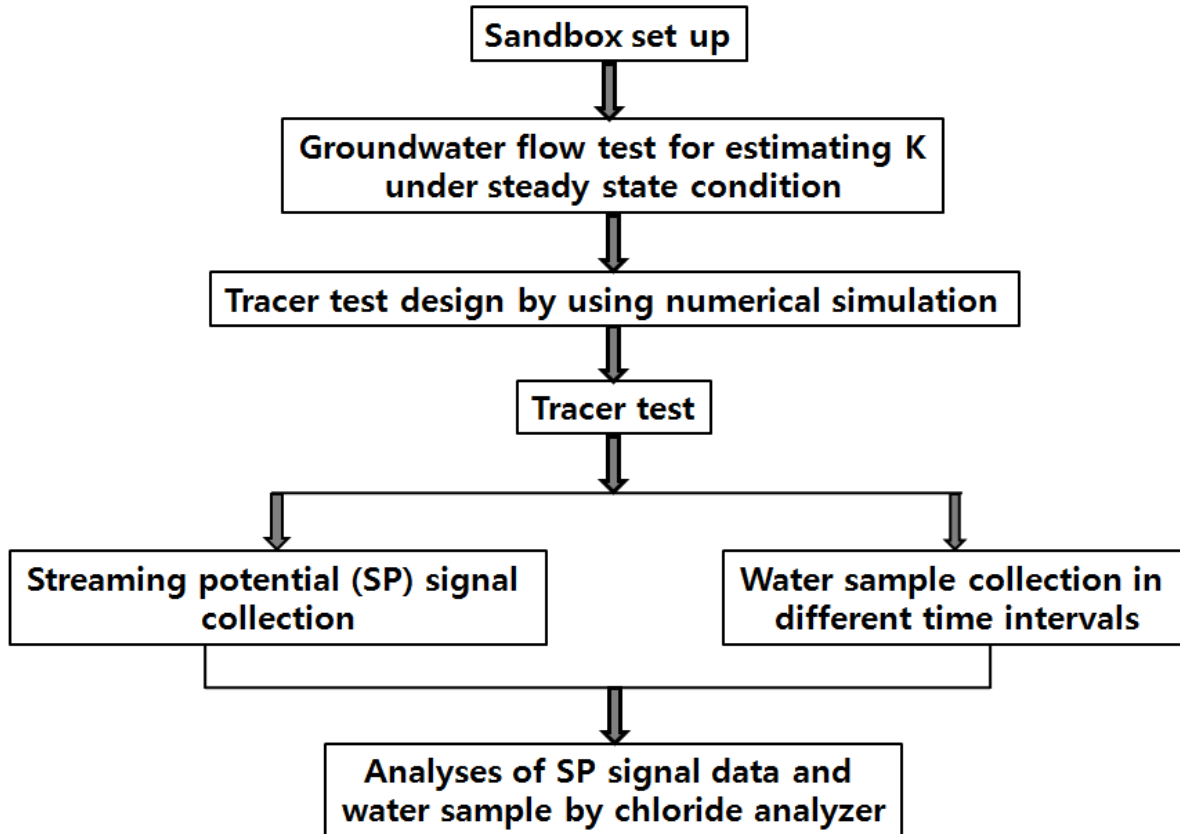 Sandbox set up
Groundwater flow test for estimating K
under steady state condition
Tracer test design by using numerical simulation
Tracer test
Streaming potential (SP) signal
collection
Water sample collection in
different time intervals
Analyses of SP signal data and
water sample by chloride analyzer